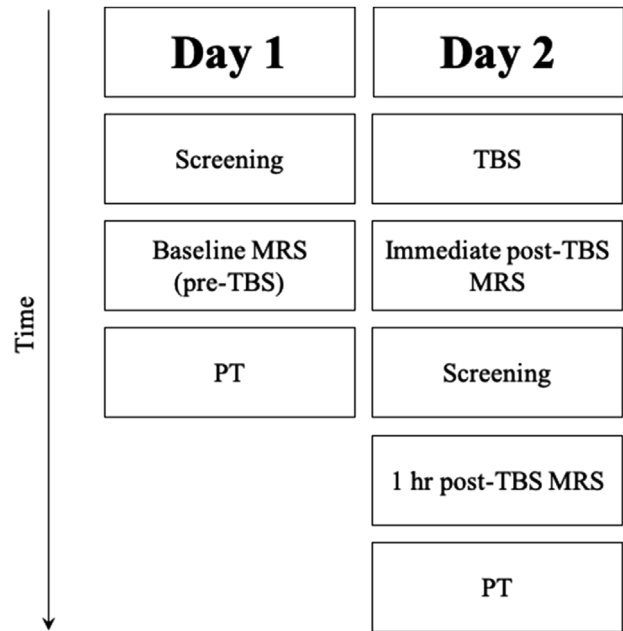 Day 1
Day 2
Screening
TBS
Baseline MRS
(pre-TBS)
Immediate post-TBS
MRS
PT
Screening
1 hr post-TBS MRS
PT
Time